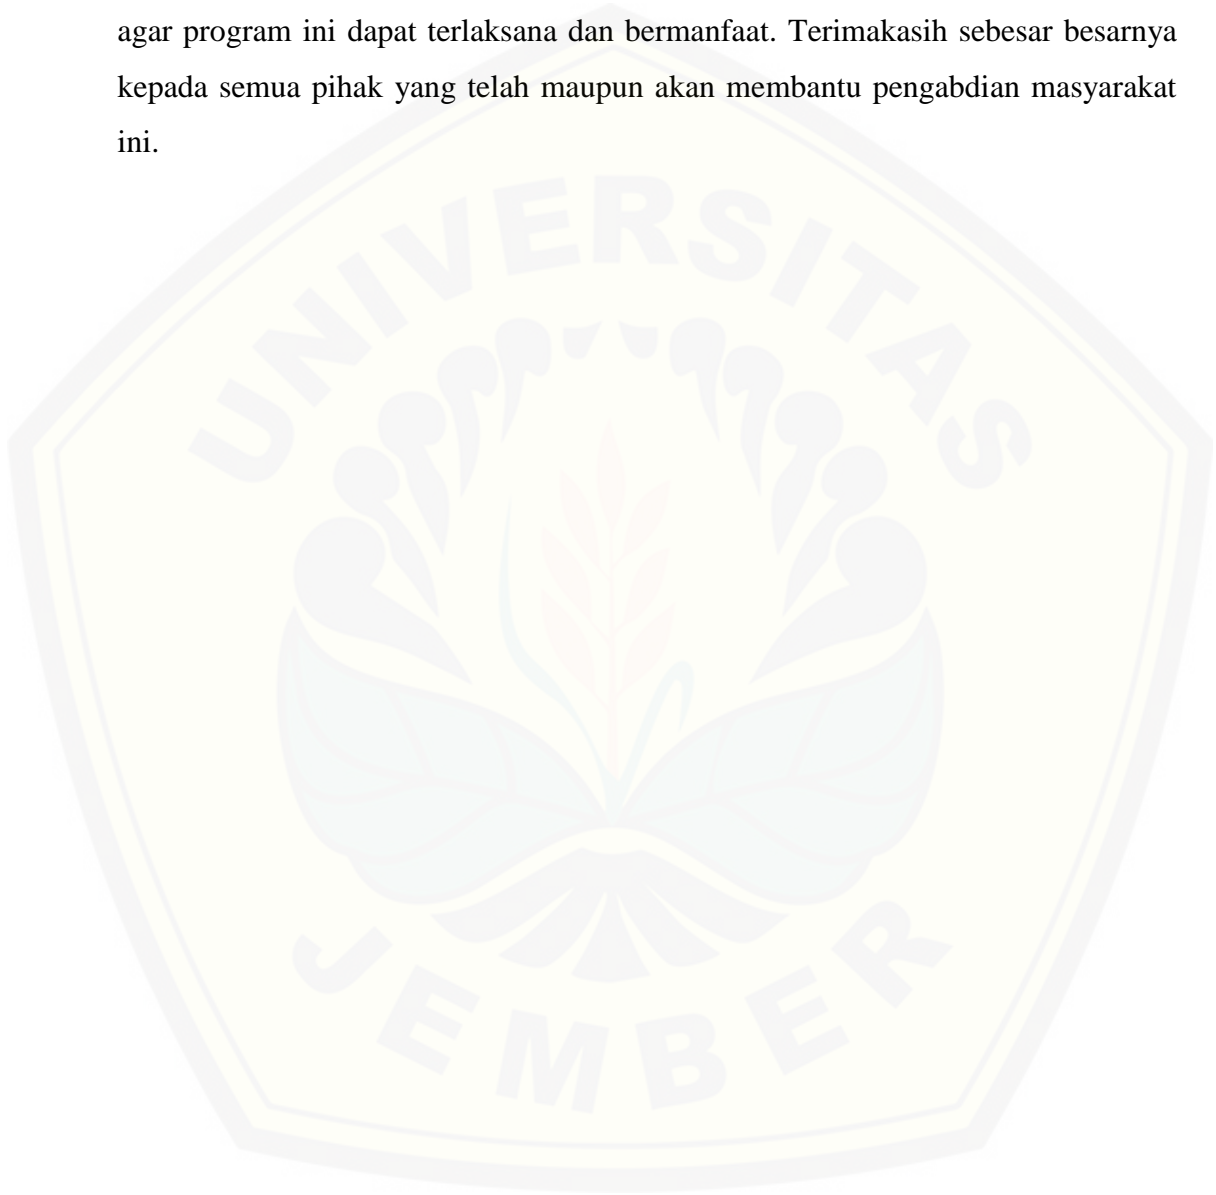 agar program ini dapat terlaksana dan bermanfaat. Terimakasih sebesar besarnya
kepada semua pihak yang telah maupun akan membantu pengabdian masyarakat
ini.
UNIVERSITAS
JEMBER